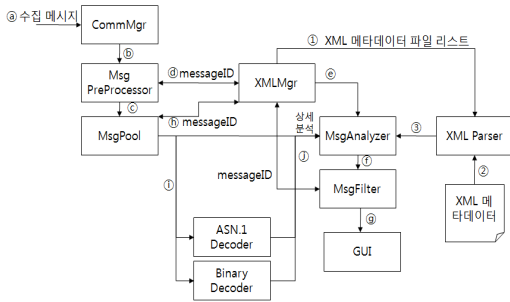 ⓐ 수집 메시지
CommMgr
① XML 메타데이터 파일 리스트
ⓑ
Msg
PreProcessor
ⓓ messageID
XMLMgr
ⓔ
ⓒ
MsgPool
ⓗ messageID
상세
분석
MsgAnalyzer
③
XML Parser
ⓘ
ⓙ
messageID
ⓕ
②
MsgFilter
XML 메
타데이터
ⓖ
ASN.1
Decoder
GUI
Binary
Decoder